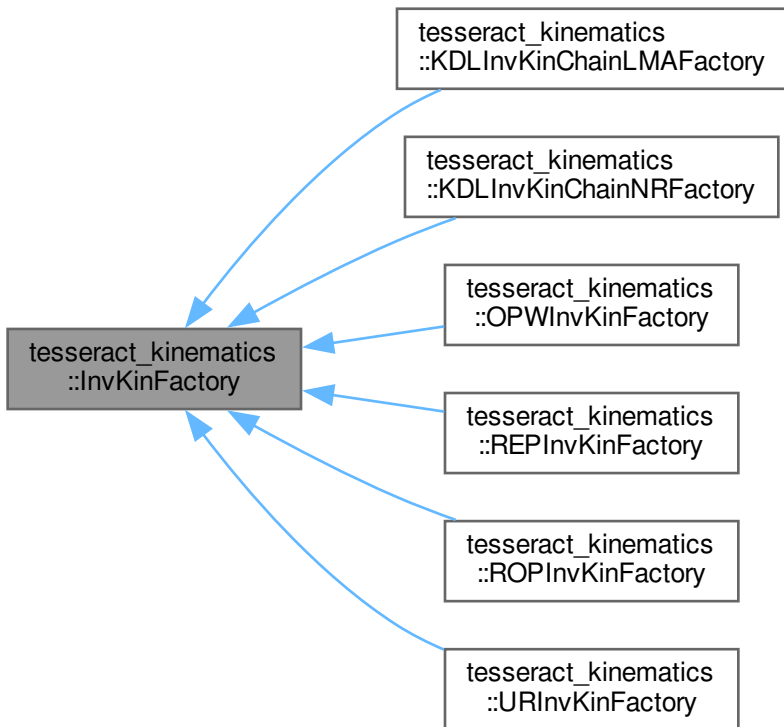 tesseract_kinematics
::KDLInvKinChainLMAFactory
tesseract_kinematics
::KDLInvKinChainNRFactory
tesseract_kinematics
::OPWInvKinFactory
tesseract_kinematics
::InvKinFactory
tesseract_kinematics
::REPInvKinFactory
tesseract_kinematics
::ROPInvKinFactory
tesseract_kinematics
::URInvKinFactory